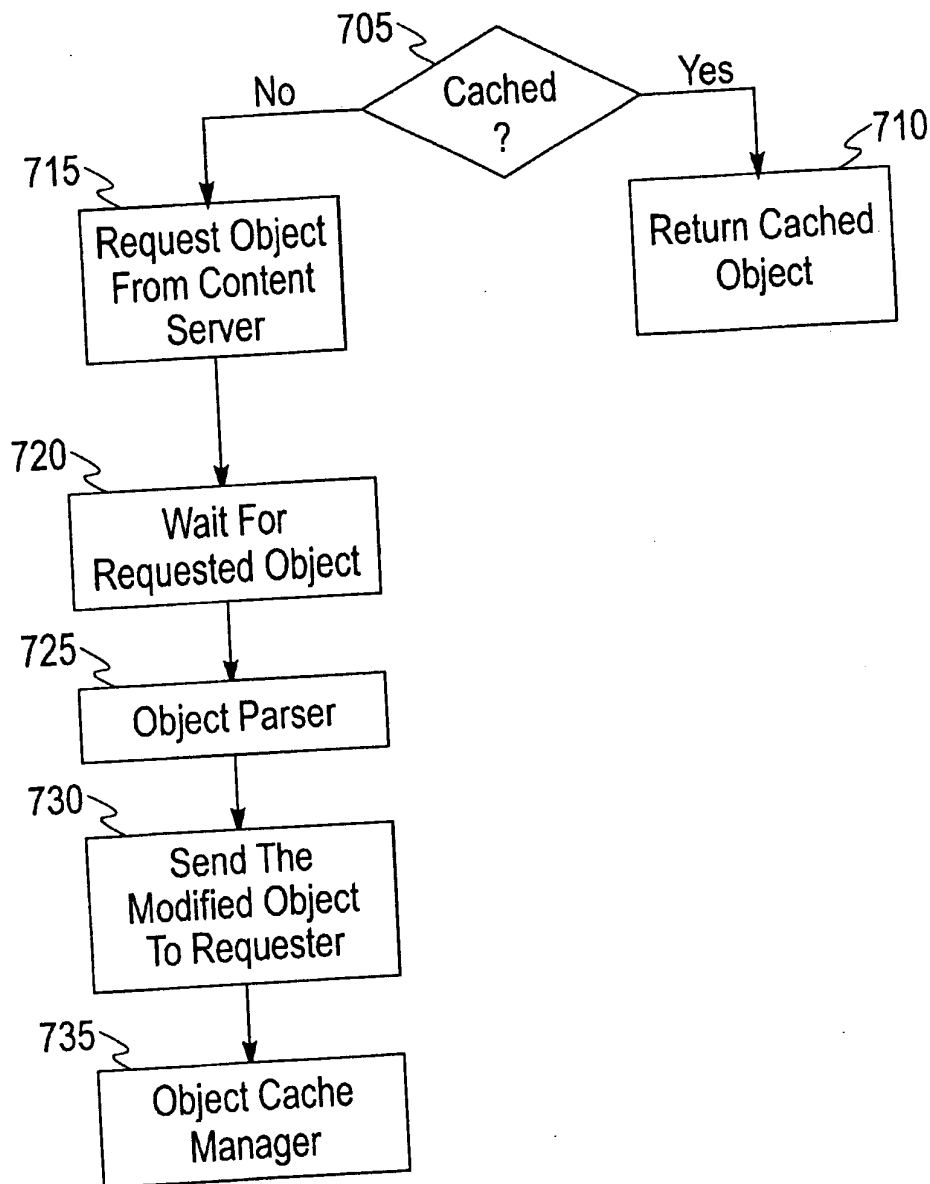 705
Cached
?
No
Yes
710
Return Cached
Object
715
Request Object
From Content
Server
720
Wait For
Requested Object
725
Object Parser
730
Send The
Modified Object
To Requester
735
Object Cache
Manager